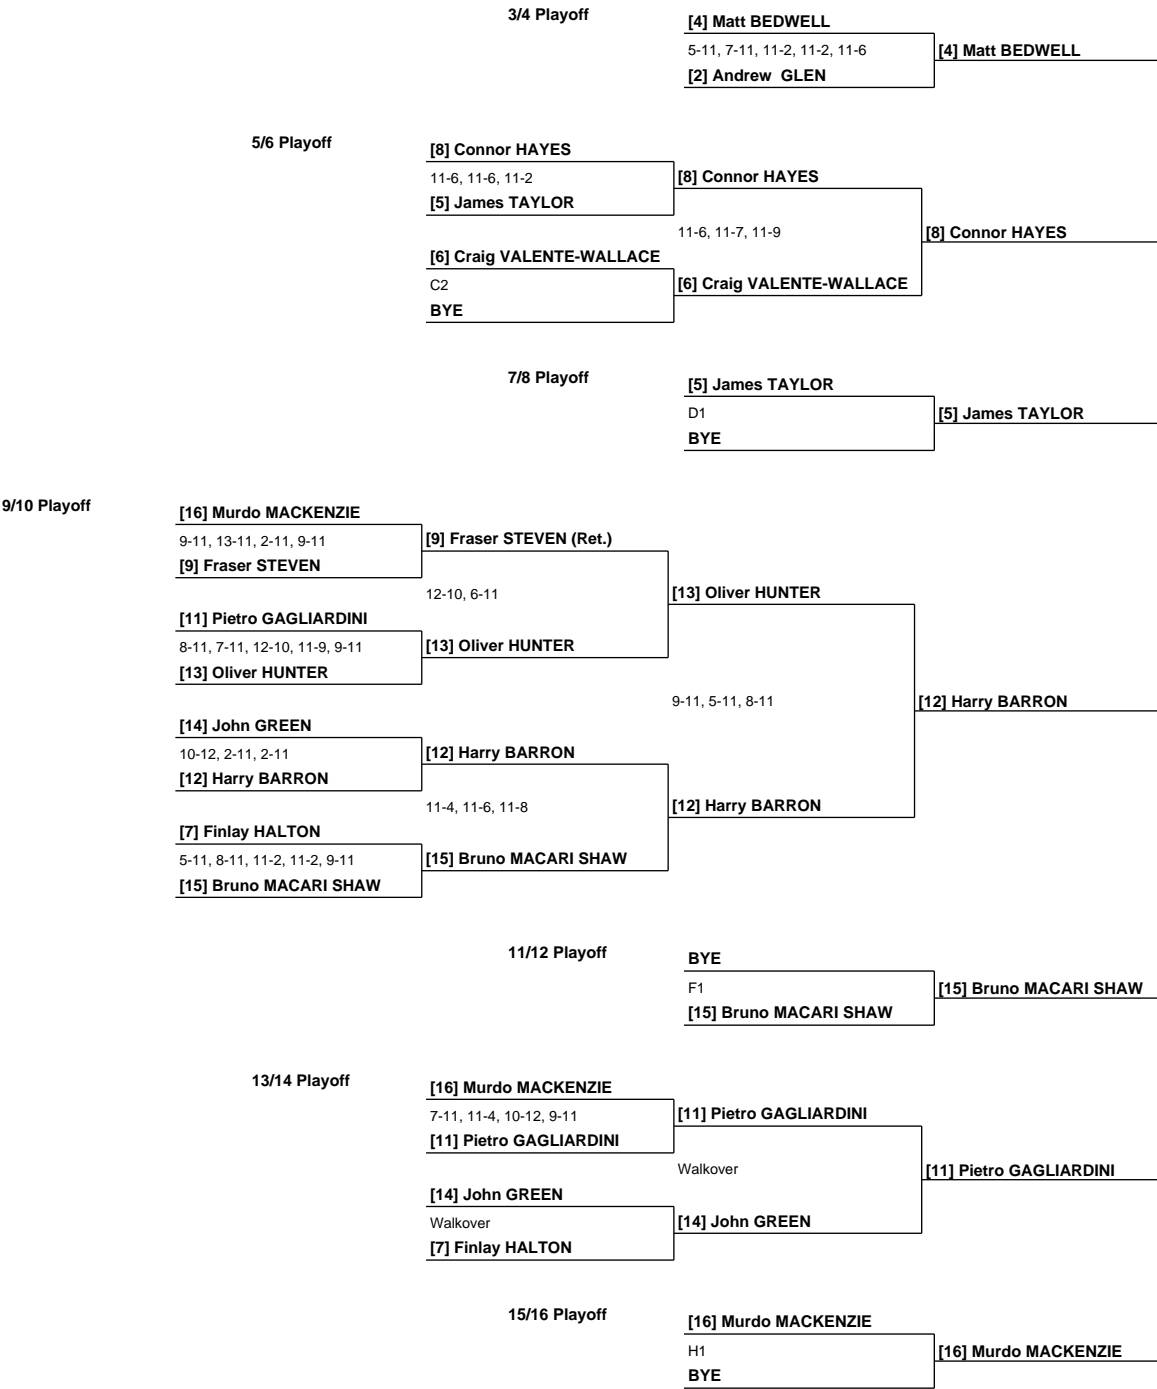 3/4 Playoff
[4] Matt BEDWELL
5-11, 7-11, 11-2, 11-2, 11-6
[4] Matt BEDWELL
[2] Andrew  GLEN
5/6 Playoff
[8] Connor HAYES
11-6, 11-6, 11-2
[8] Connor HAYES
[5] James TAYLOR
11-6, 11-7, 11-9
[8] Connor HAYES
[6] Craig VALENTE-WALLACE
C2
[6] Craig VALENTE-WALLACE
BYE
7/8 Playoff
[5] James TAYLOR
D1
[5] James TAYLOR
BYE
9/10 Playoff
[16] Murdo MACKENZIE
9-11, 13-11, 2-11, 9-11
[9] Fraser STEVEN (Ret.)
[9] Fraser STEVEN
12-10, 6-11
[13] Oliver HUNTER
[11] Pietro GAGLIARDINI
8-11, 7-11, 12-10, 11-9, 9-11
[13] Oliver HUNTER
[13] Oliver HUNTER
9-11, 5-11, 8-11
[12] Harry BARRON
[14] John GREEN
10-12, 2-11, 2-11
[12] Harry BARRON
[12] Harry BARRON
11-4, 11-6, 11-8
[12] Harry BARRON
[7] Finlay HALTON
5-11, 8-11, 11-2, 11-2, 9-11
[15] Bruno MACARI SHAW
[15] Bruno MACARI SHAW
11/12 Playoff
BYE
F1
[15] Bruno MACARI SHAW
[15] Bruno MACARI SHAW
13/14 Playoff
[16] Murdo MACKENZIE
7-11, 11-4, 10-12, 9-11
[11] Pietro GAGLIARDINI
[11] Pietro GAGLIARDINI
Walkover
[11] Pietro GAGLIARDINI
[14] John GREEN
Walkover
[14] John GREEN
[7] Finlay HALTON
15/16 Playoff
[16] Murdo MACKENZIE
H1
[16] Murdo MACKENZIE
BYE